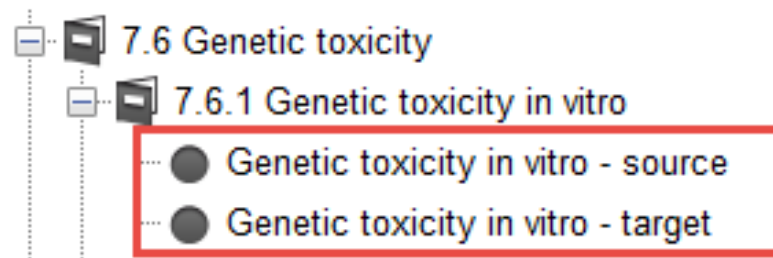 7.6 Genetic toxicity
7.6.1 Genetic toxicity in vitro
Genetic toxicity in vitro - source
Genetic toxicity in vitro - target